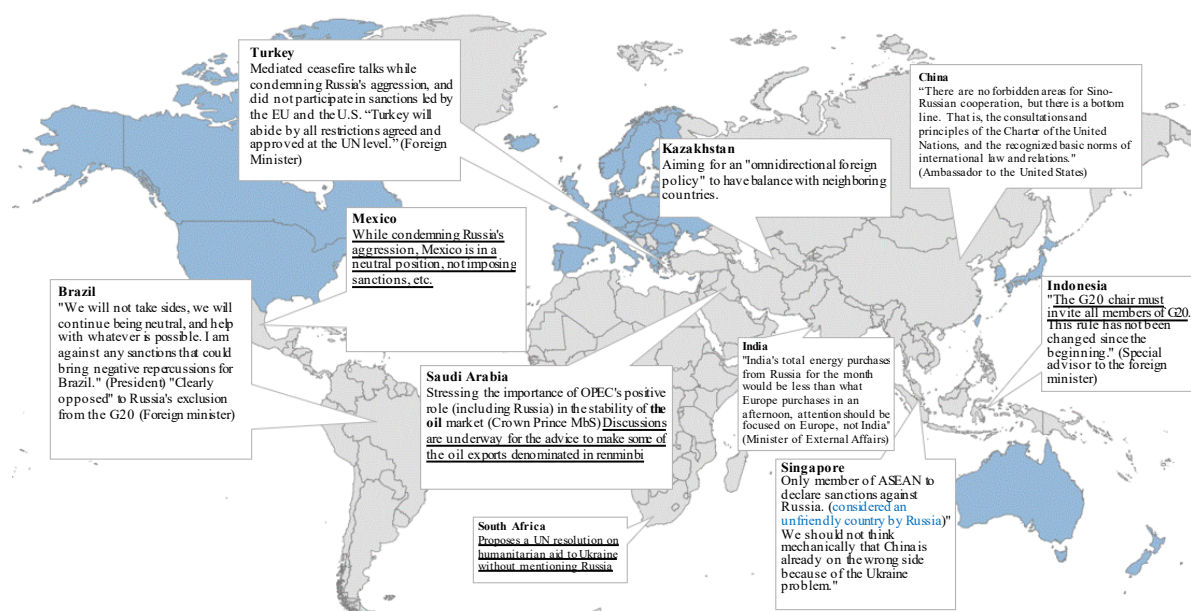 Turkey
Mediated ceasefire talks while
condemning Russia's aggression, and
did not participate in sanctions led by
the EU and the U.S. “Turkey will
abide by all restrictions agreed and
approved at the UN level.” (Foreign
Minister)
China
“There are no forbidden areas for Sino-
Russian cooperation, but there is a bottom
line. That is, the consultations and
principles of the Charter of the United
Nations, and the recognized basic norms of
international law and relations."
(Ambassador to the United States)
Kazakhstan
Aiming for an "omnidirectional foreign
policy" to have balance with neighboring
countries.
Mexico
While condemning Russia's
aggression, Mexico is in a
neutral position, not imposing
sanctions, etc.
Brazil
"We will not take sides, we will
continue being neutral, and help
with whatever is possible. I am
against any sanctions that could
bring negative repercussions for
Brazil." (President) "Clearly
opposed" to Russia's exclusion
from the G20 (Foreign minister)
Indonesia
"The G20 chair must
invite all members of G20.
This rule has not been
changed since the
beginning." (Special
advisor to the foreign
minister)
India
"India's total energy purchases
from Russia for the month
would be less than what
Europe purchases in an
afternoon, attention should be
focused on Europe, not India"
(Minister of External Affairs)
Saudi Arabia
Stressing the importance of OPEC's positive
role (including Russia) in the stability of the
oil market (Crown Prince MbS) Discussions
are underway for the advice to make some of
the oil exports denominated in renminbi
Singapore
Only member of ASEAN to
declare sanctions against
Russia. (considered an
unfriendly country by Russia)"
We should not think
mechanically that China is
already on the wrong side
because of the Ukraine
problem."
South Africa
Proposes a UN resolution on
humanitarian aid to Ukraine
without mentioning Russia